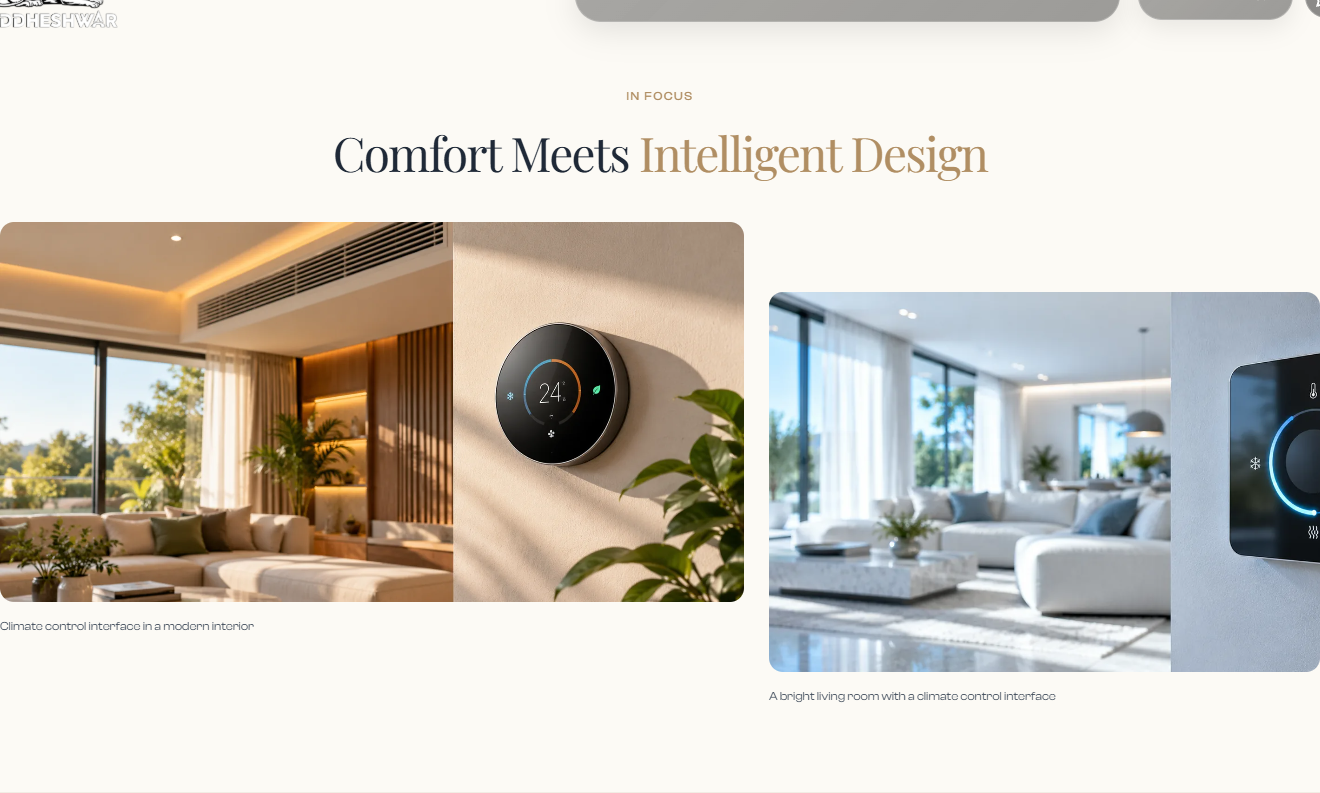 IN FOCUS
Comfort Meets Intelligent Design
24
Climate control interface in a modern interior
A bright living room with a climate control interface